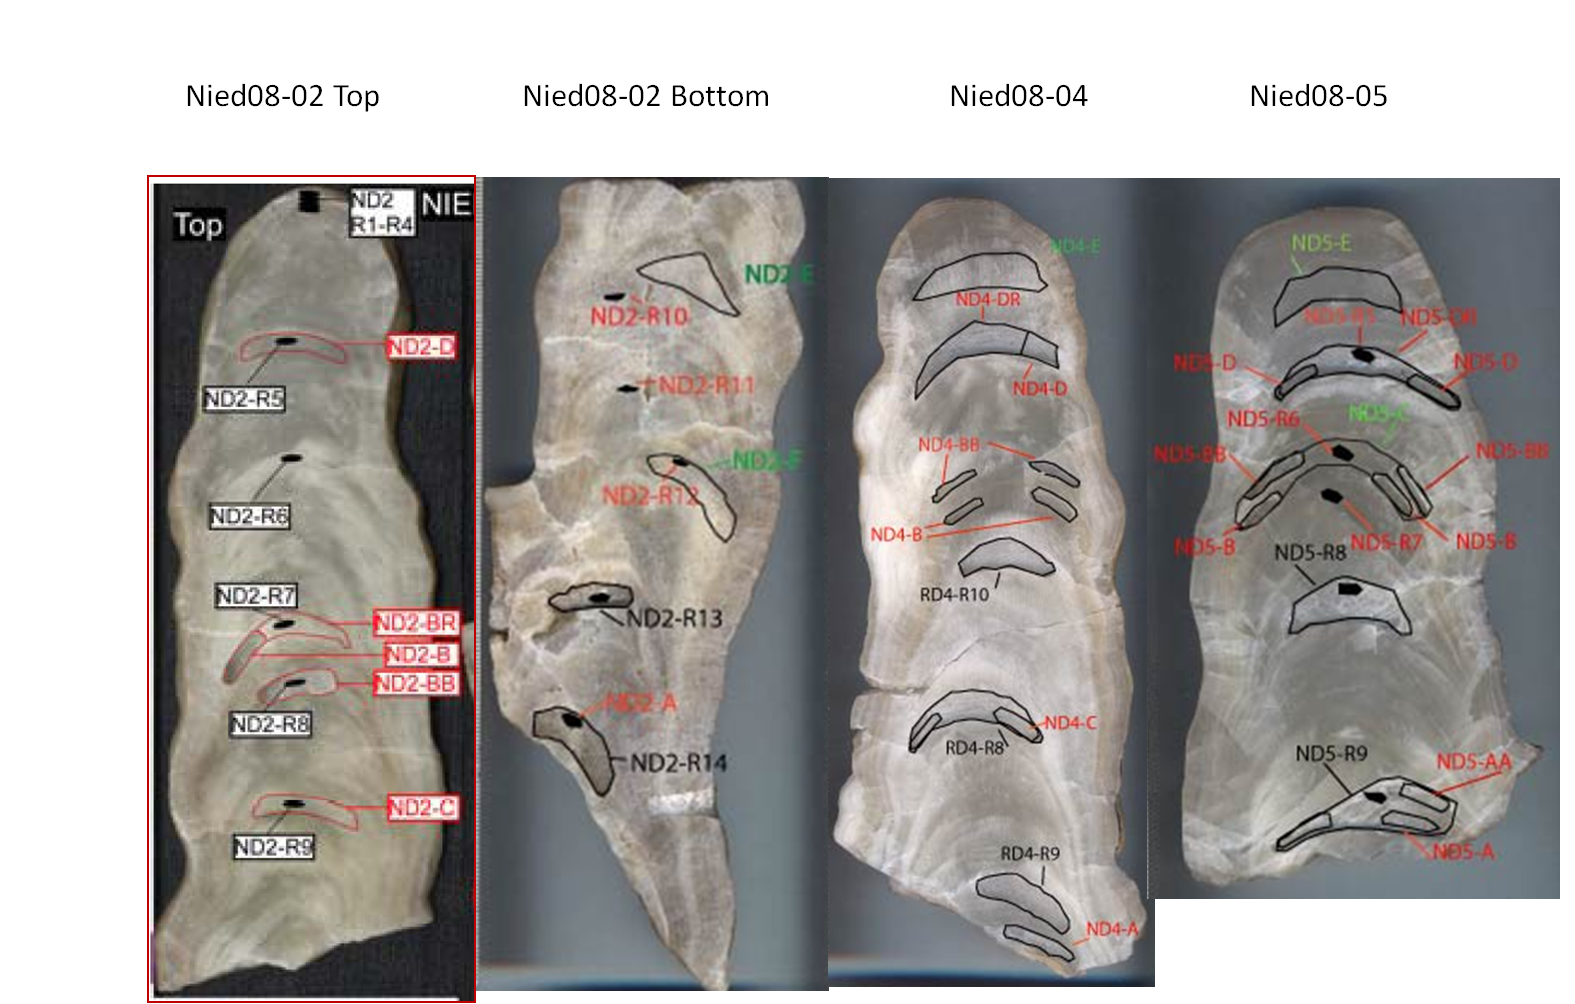 Nied08-02 Top
Nied08-02 Bottom
Nied08-04
Nied08-05
Top
ND2
R1-R4
NIE
ND2-D
ND2-R5
ND2-R6
ND2-R7
ND2-BR
ND2-B
ND2-BB
ND2-R8
ND2-C
ND2-R9
ND2-E
ND2-R10
ND2-R11
ND2-F
ND2-R12
ND2-R13
ND2-A
ND2-R14
ND4-E
ND4-DR
ND4-D
ND4-BB
ND4-B
RD4-R10
ND4-C
RD4-R8
RD4-R9
ND4-A
ND5-E
ND5-R5
ND5-DR
ND5-D
ND5-D
ND5-C
ND5-R6
ND5-BB
ND5-BB
ND5-B
ND5-R7
ND5-B
ND5-R8
ND5-R9
ND5-AA
ND5-A